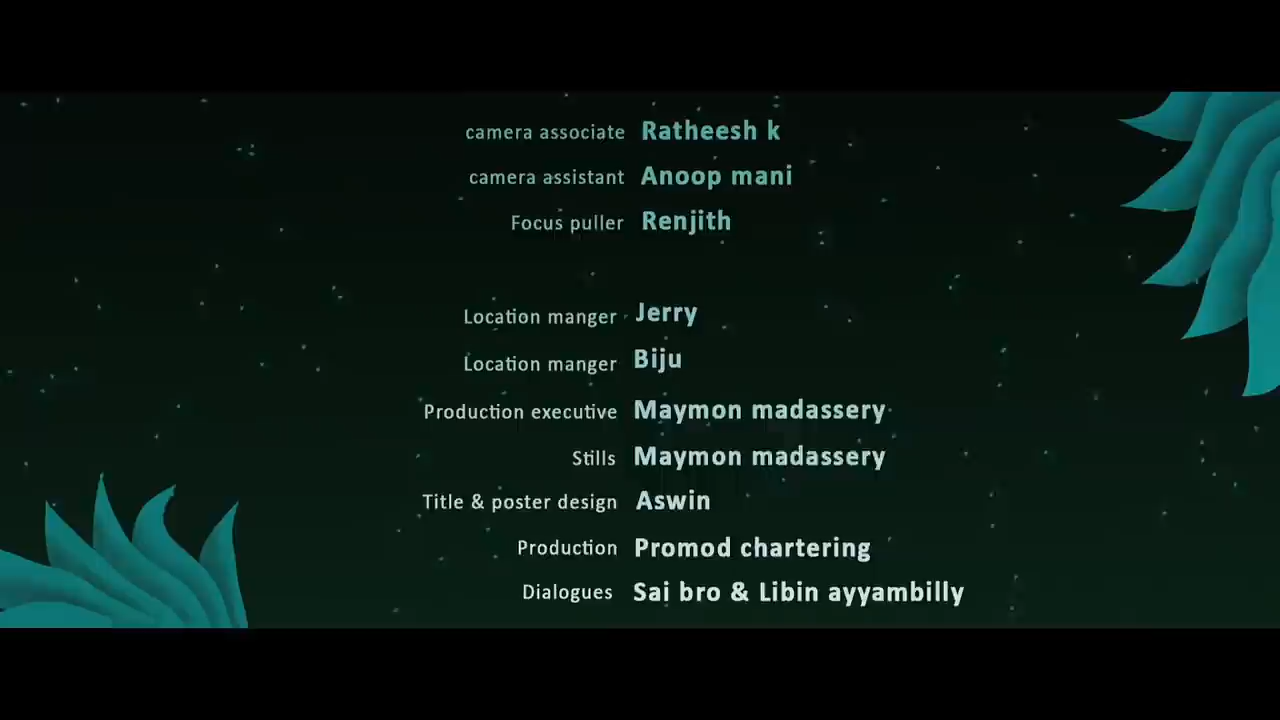 camera associate Ratheesh k
camera assistant Anoop mani
Focus puller Renjith
Location manger Jerry
Location manger Biju
Production executive Maymon madassery
Stills Maymon madassery
Title & poster design Aswin
Production Promod chartering
Dialogues Sai bro & Libin ayyambilly